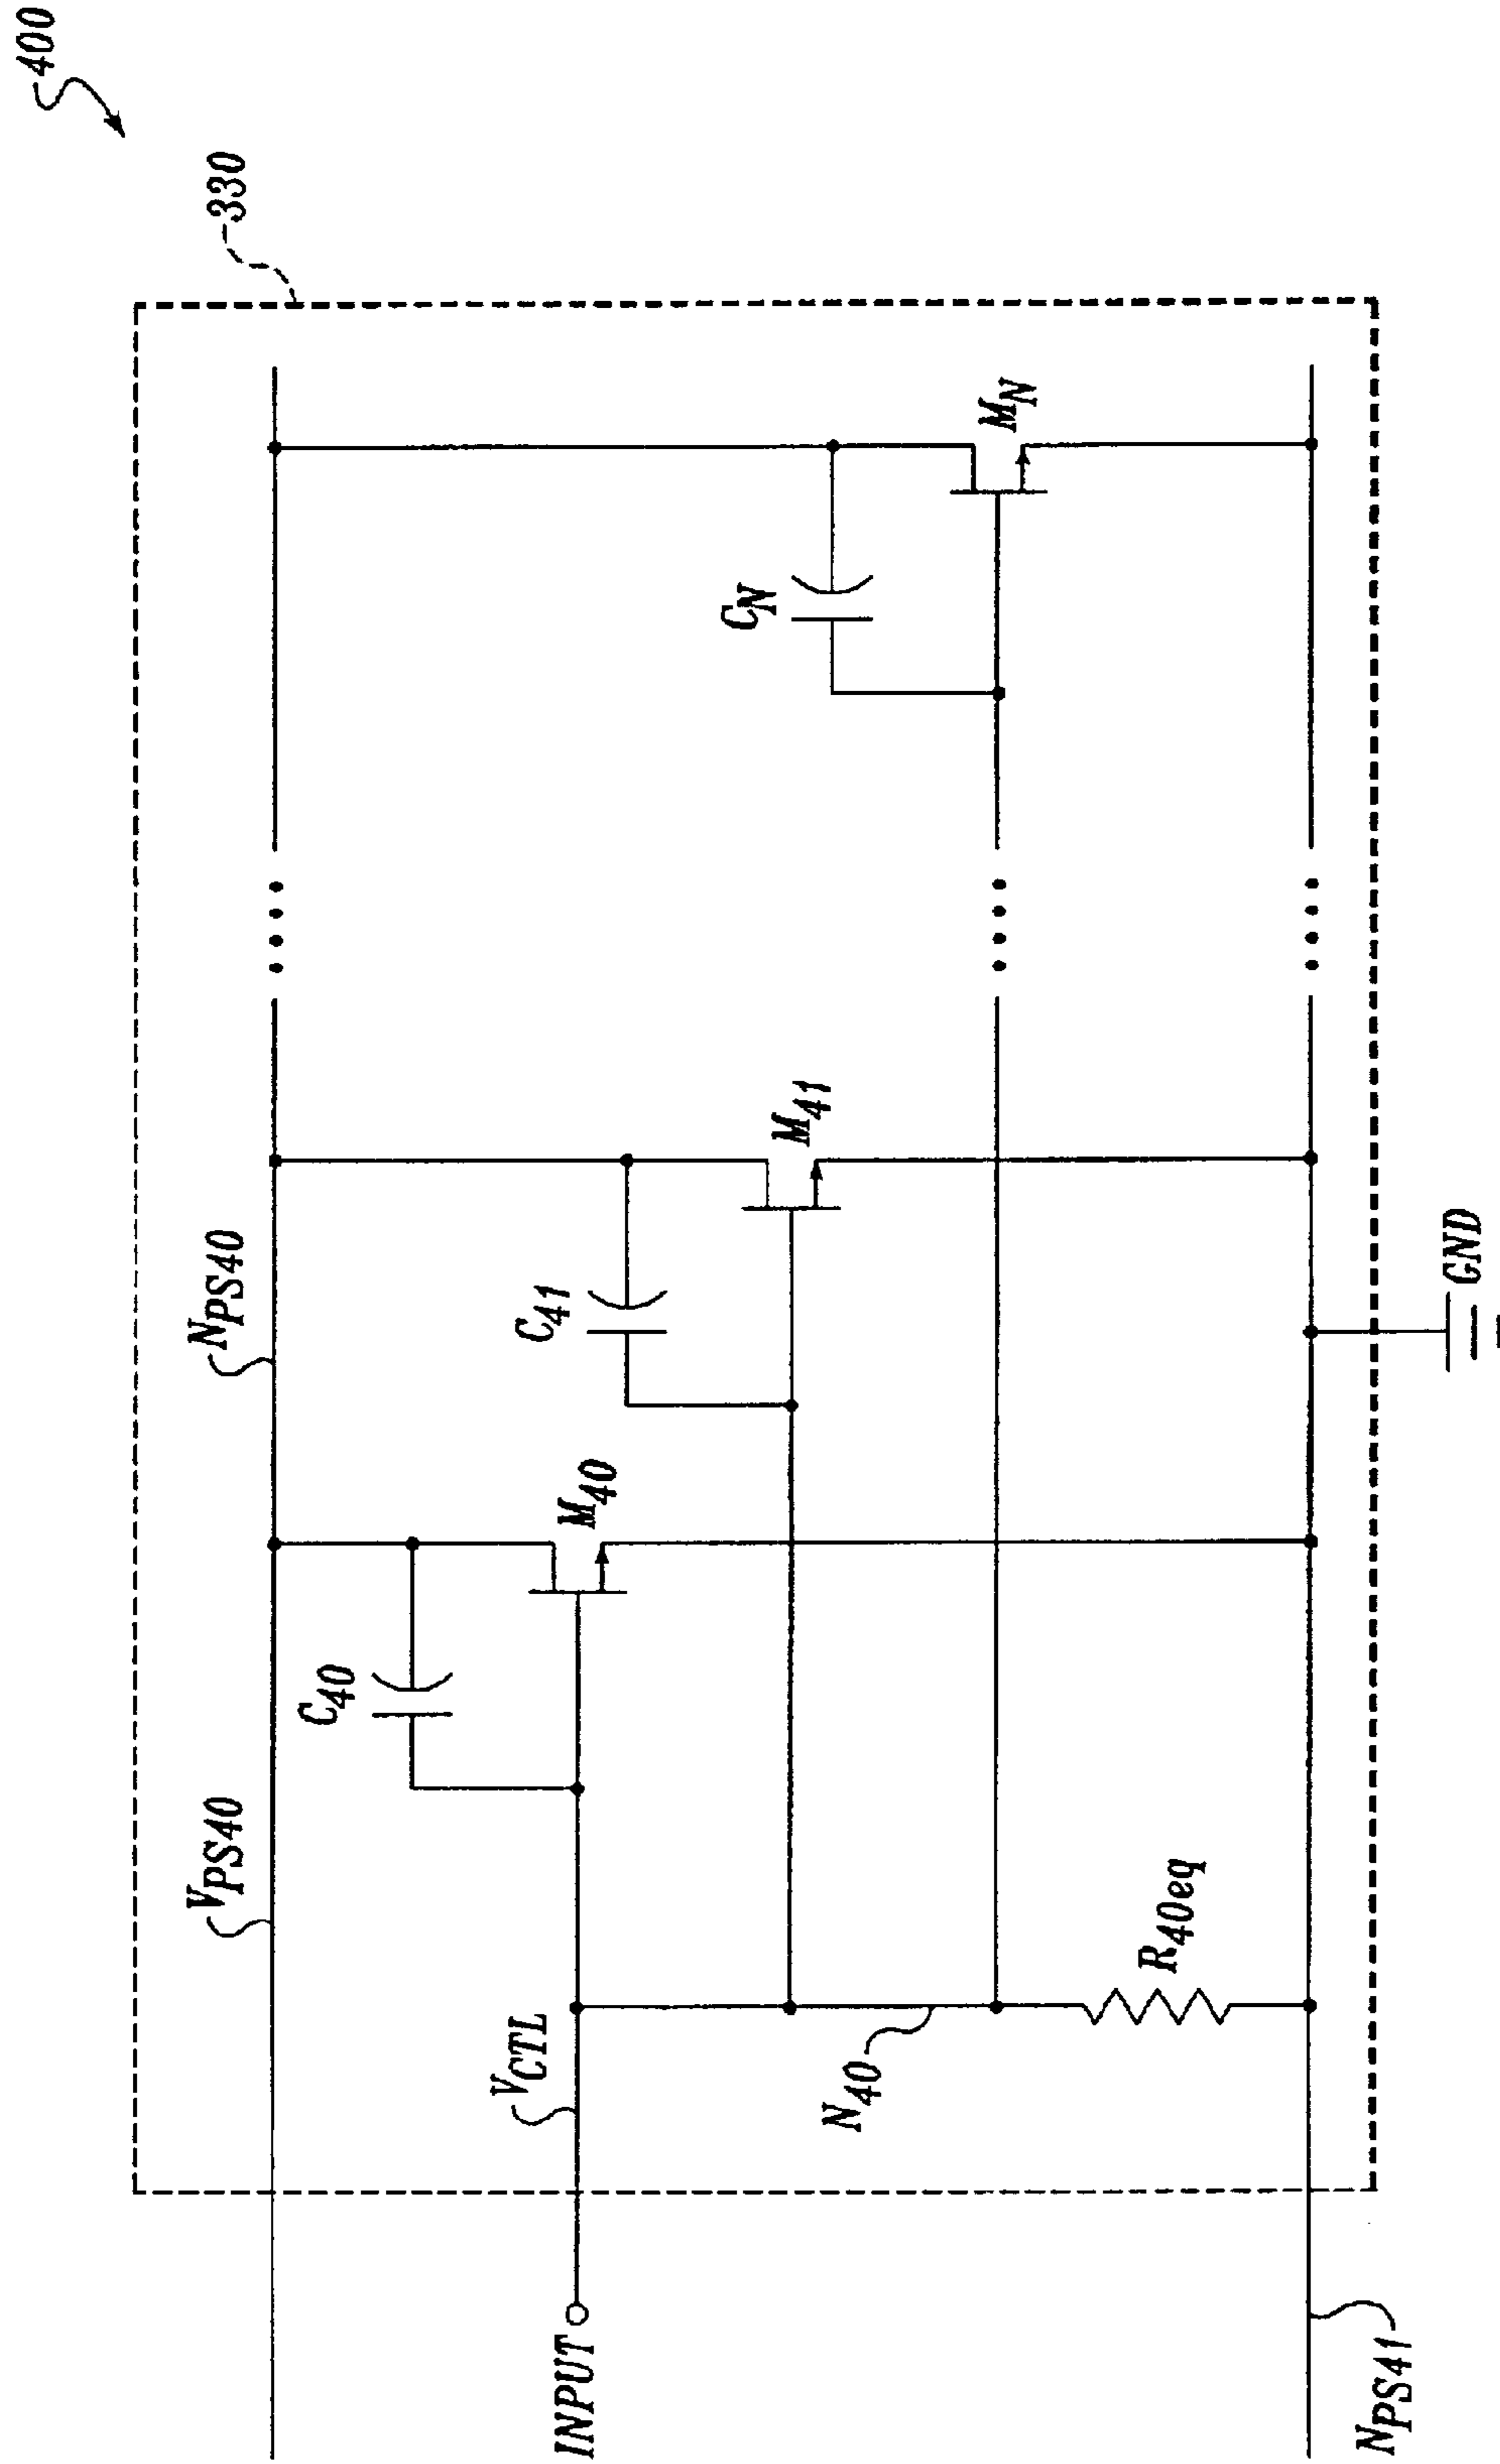 400
330
V_PS40
N_PS40
C_40
M_40
C_41
M_41
C_N
M_N
V_CTL
INPUT
N_40
R_40eq
N_PS41
GND